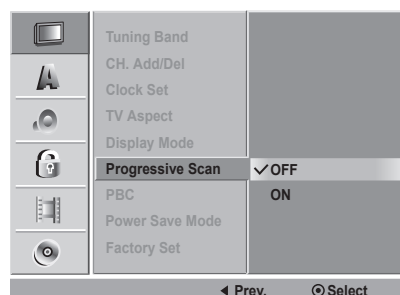 Tuning Band
CH. Add/Del
Clock Set
TV Aspect
Display Mode
Progressive Scan ✓ OFF
PBC ON
Power Save Mode
Factory Set
◀ Prev. ⊙ Select